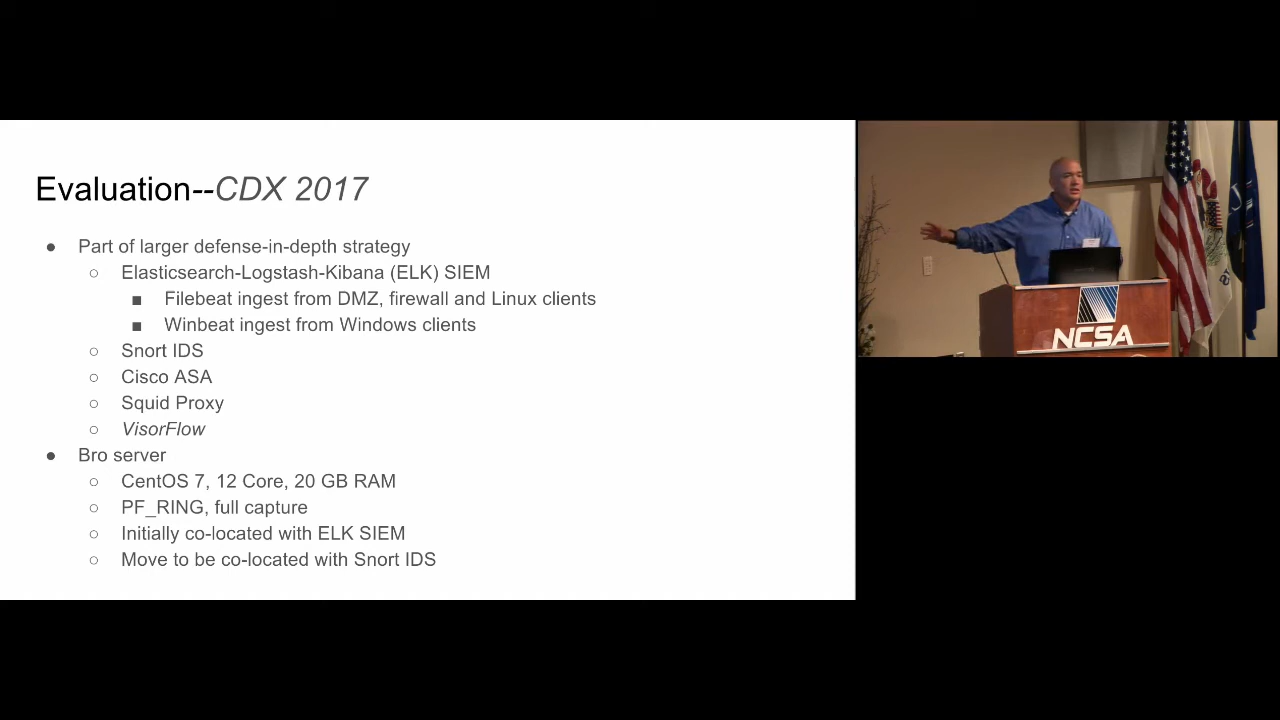 Evaluation--CDX 2017
● Part of larger defense-in-depth strategy
○ Elasticsearch-Logstash-Kibana (ELK) SIEM
■ Filebeat ingest from DMZ, firewall and Linux clients
■ Winbeat ingest from Windows clients
○ Snort IDS
○ Cisco ASA
○ Squid Proxy
○ VisorFlow
● Bro server
○ CentOS 7, 12 Core, 20 GB RAM
○ PF_RING, full capture
○ Initially co-located with ELK SIEM
○ Move to be co-located with Snort IDS
NCSA